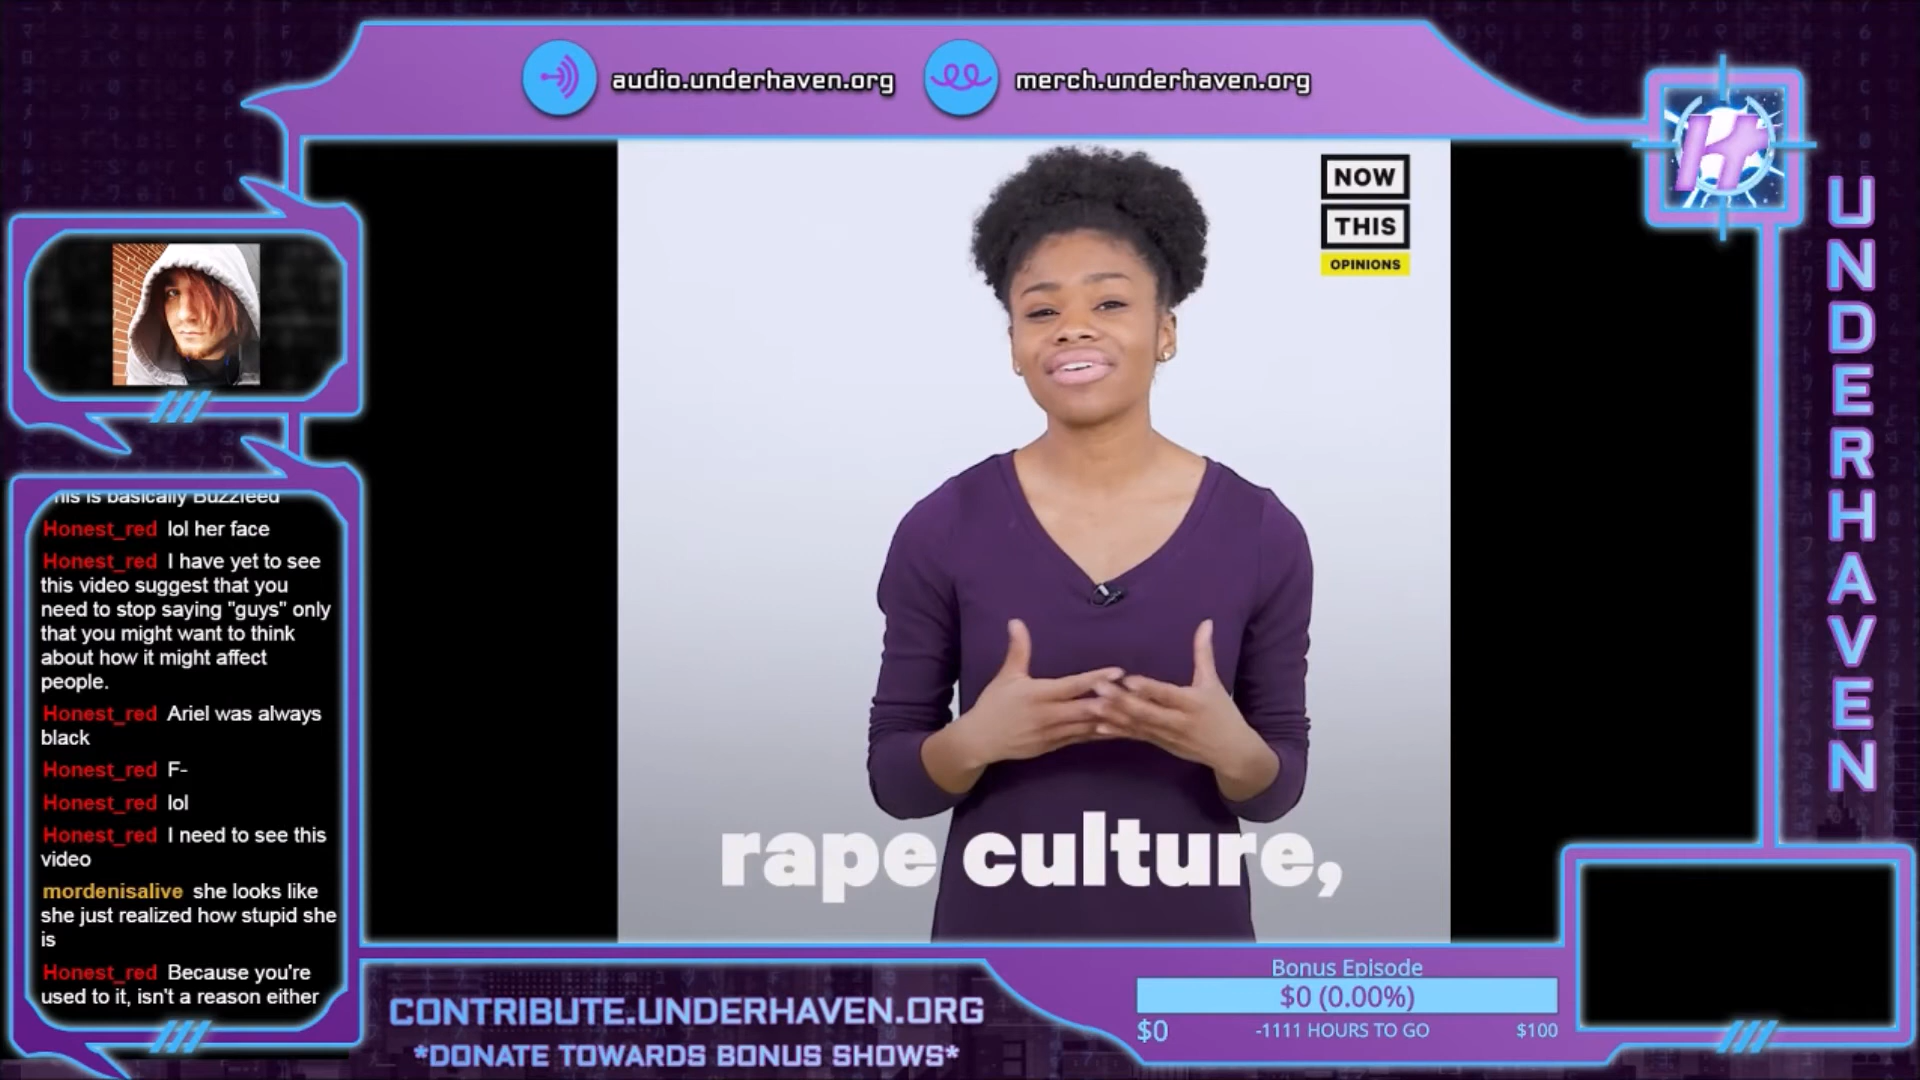 audio.underhaven.org
merch.underhaven.org
NOW
THIS
OPINIONS
UNDERHAVEN
this is basically Buzzfeed
Honest_red lol her face
Honest_red I have yet to see
this video suggest that you
need to stop saying "guys" only
that you might want to think
about how it might affect
people.
Honest_red Ariel was always
black
Honest_red F-
Honest_red lol
Honest_red I need to see this
video
mordenisalive she looks like
she just realized how stupid she
is
Honest_red Because you're
used to it, isn't a reason either
rape culture,
CONTRIBUTE.UNDERHAVEN.ORG
*DONATE TOWARDS BONUS SHOWS*
Bonus Episode
$0 (0.00%)
$0 -1111 HOURS TO GO $100